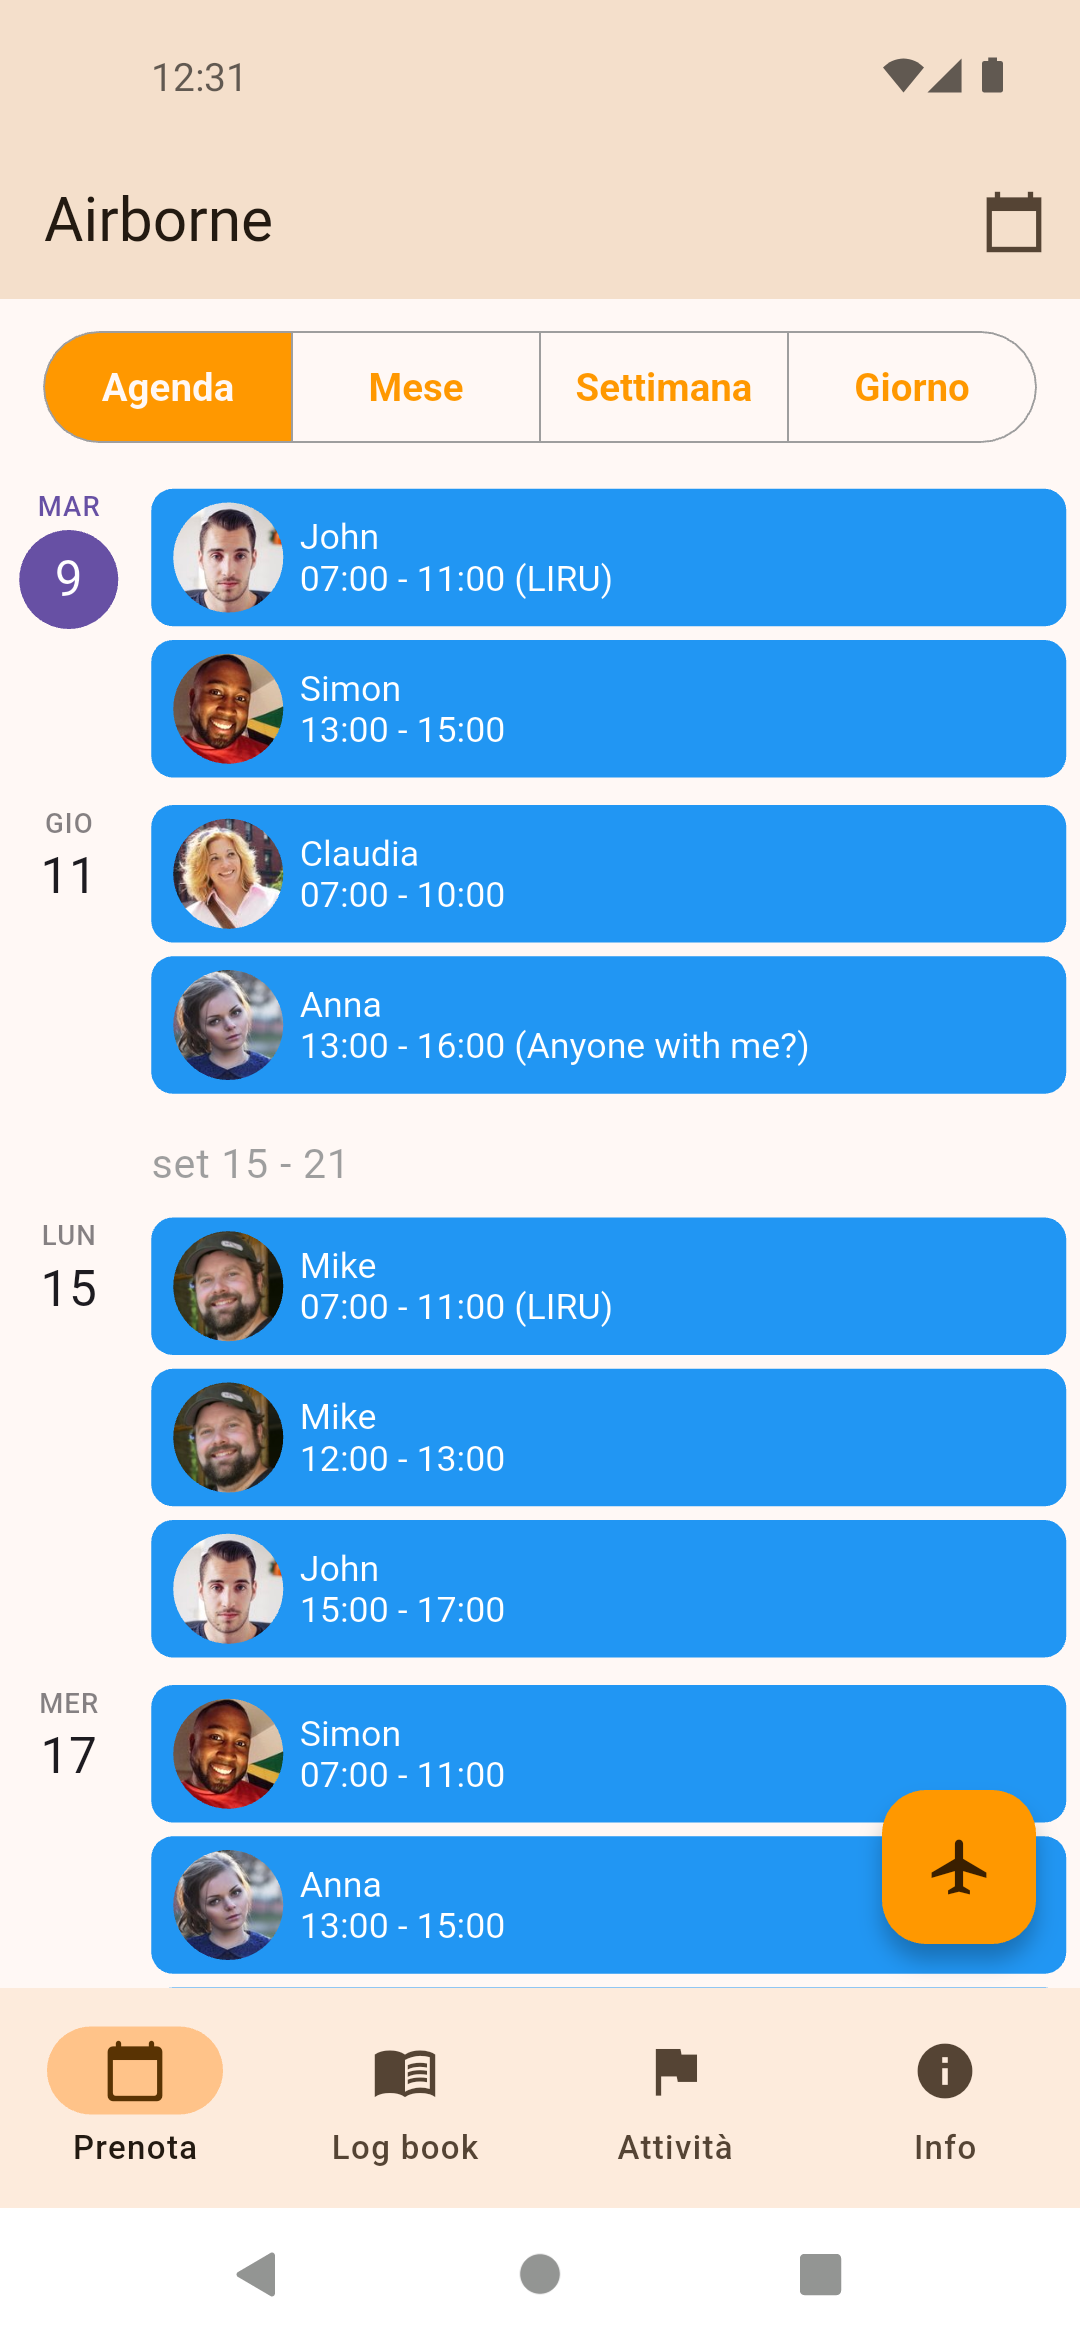 12:31
Airborne
Agenda
Mese
Settimana
Giorno
MAR
9
John
07:00 - 11:00 (LIRU)
Simon
13:00 - 15:00
GIO
11
Claudia
07:00 - 10:00
Anna
13:00 - 16:00 (Anyone with me?)
set 15 - 21
LUN
15
Mike
07:00 - 11:00 (LIRU)
Mike
12:00 - 13:00
John
15:00 - 17:00
MER
17
Simon
07:00 - 11:00
Anna
13:00 - 15:00
Prenota
Log book
Attività
Info